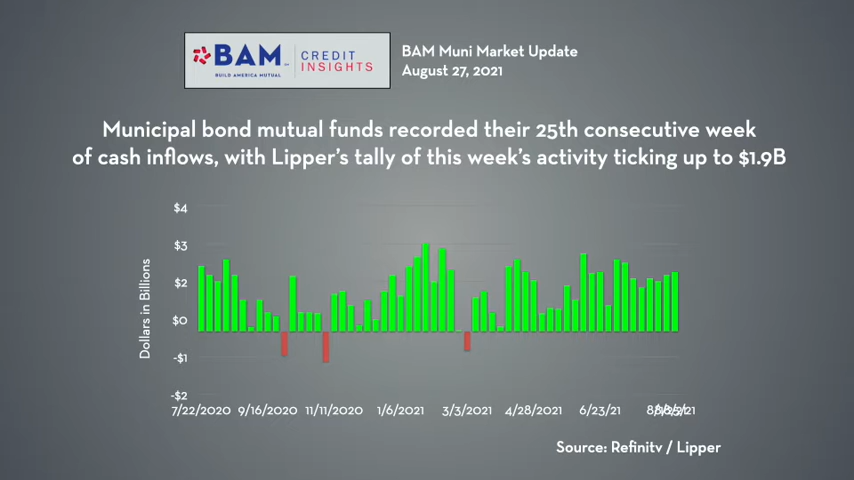 BAM
CREDIT
INSIGHTS
BUILD AMERICA MUTUAL
BAM Muni Market Update
August 27, 2021
Municipal bond mutual funds recorded their 25th consecutive week
of cash inflows, with Lipper's tally of this week's activity ticking up to $1.9B
Dollars in Billions
$4
$3
$2
$0
-$1
-$2
7/22/2020 9/16/2020 11/11/2020 1/6/2021 3/3/2021 4/28/2021 6/23/21
Source: Refinitv / Lipper